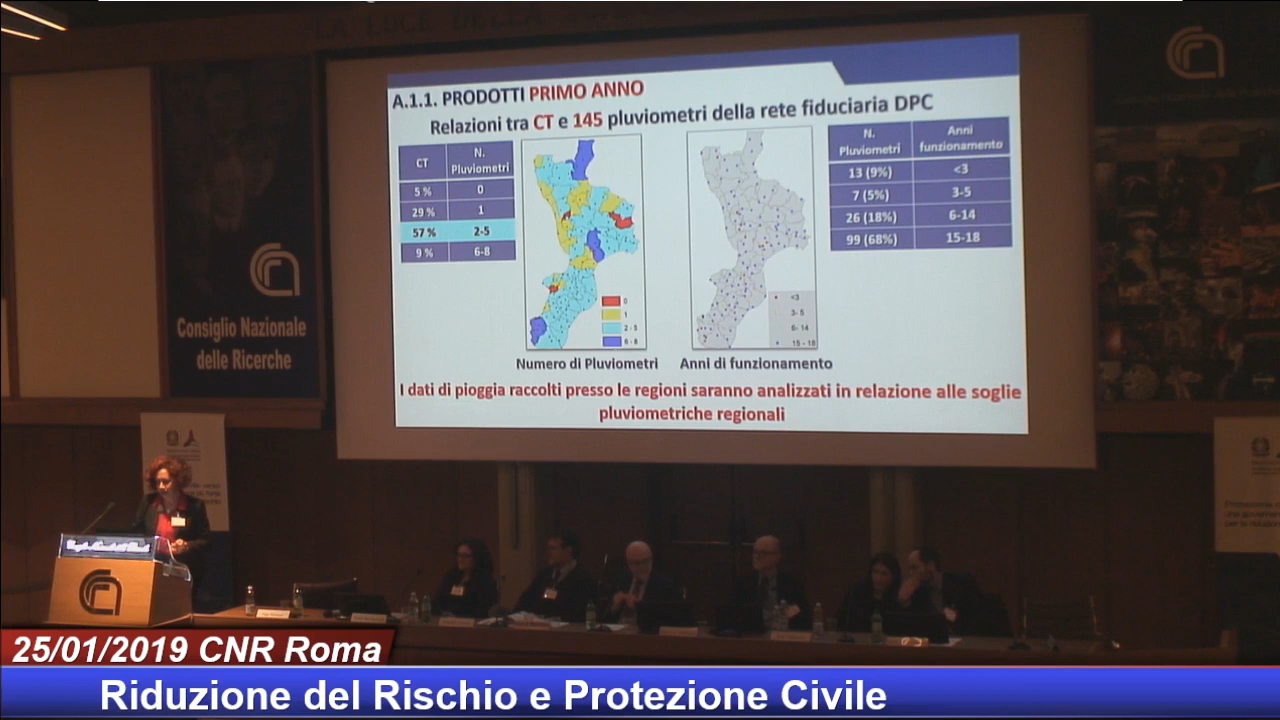 LA LUCE DELLA
A.1.1. PRODOTTI PRIMO ANNO
Relazioni tra CT e 145 pluviometri della rete fiduciaria DPC
CT
N. Pluviometri
5 %
0
29 %
1
57 %
2-5
9 %
6-8
0
1
2 - 5
6 - 8
Numero di Pluviometri
<3
3- 5
6- 14
15 - 18
Anni di funzionamento
N. Pluviometri
Anni funzionamento
13 (9%)
<3
7 (5%)
3-5
26 (18%)
6-14
99 (68%)
15-18
I dati di pioggia raccolti presso le regioni saranno analizzati in relazione alle soglie
pluviometriche regionali
Consiglio Nazionale
delle Ricerche
25/01/2019 CNR Roma
Riduzione del Rischio e Protezione Civile